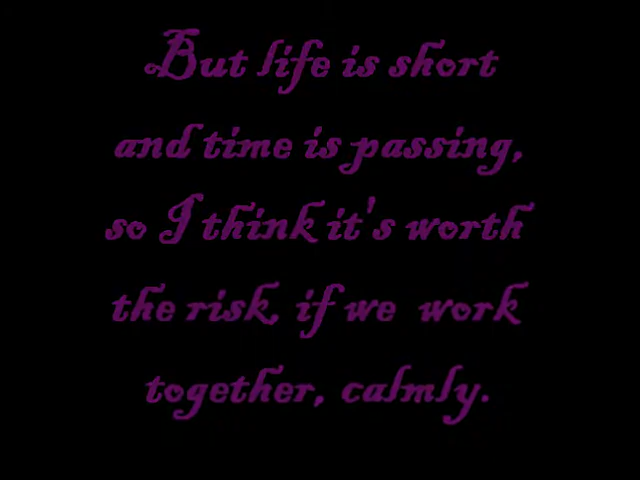 But life is short
and time is passing,
so I think it's worth
the risk, if we work
together, calmly.